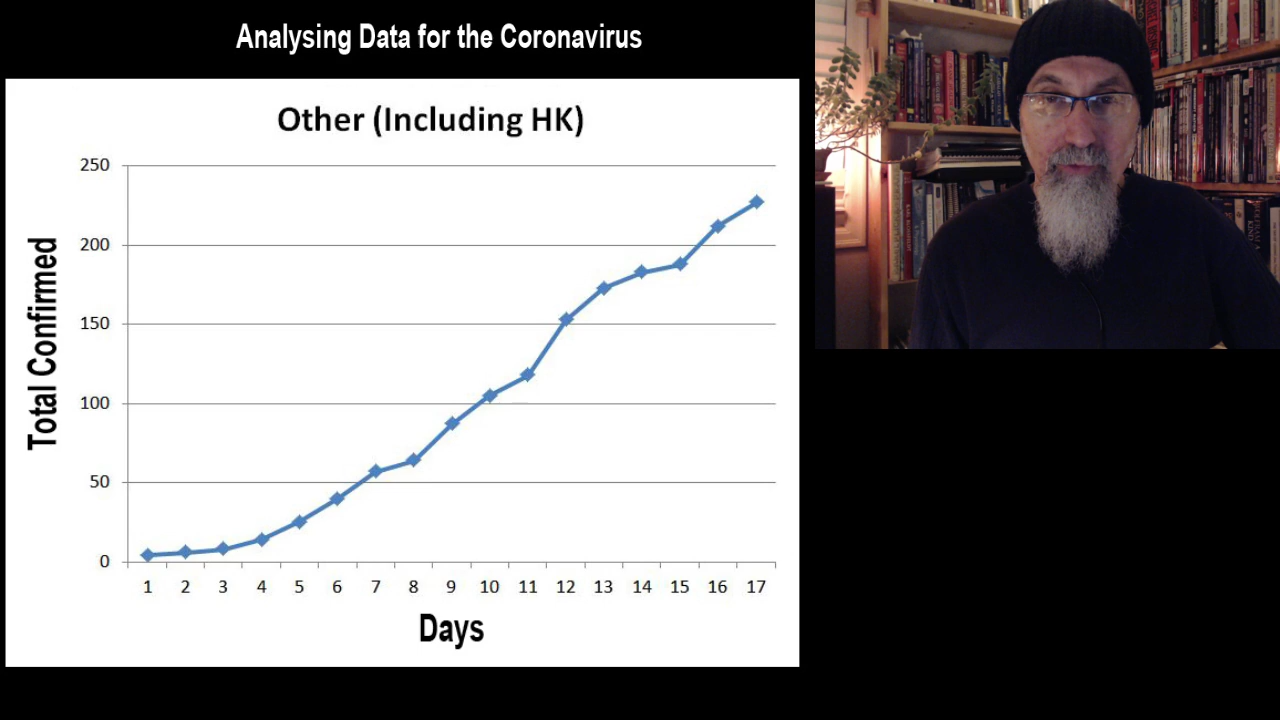 Analysing Data for the Coronavirus
Other (Including HK)
Total Confirmed
250
200
150
100
50
0
1 2 3 4 5 6 7 8 9 10 11 12 13 14 15 16 17
Days